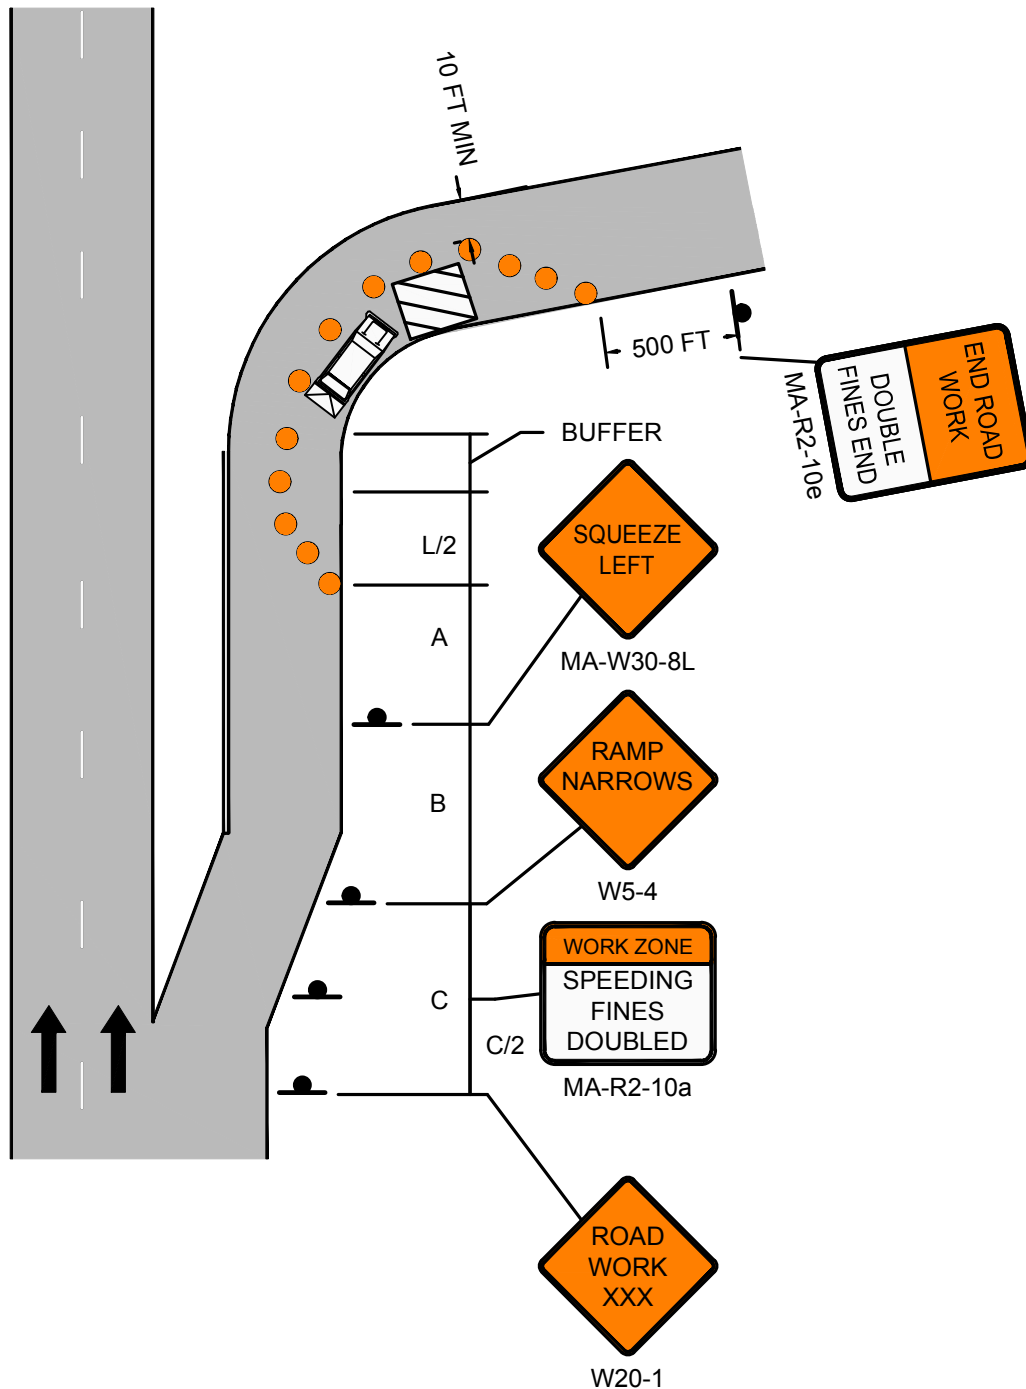 10 FT MIN
500 FT
END ROAD
WORK
DOUBLE
FINES END
MA-R2-10e
BUFFER
L/2
SQUEEZE
LEFT
MA-W30-8L
A
RAMP
NARROWS
W5-4
B
WORK ZONE
SPEEDING
FINES
DOUBLED
MA-R2-10a
C
C/2
ROAD
WORK
XXX
W20-1